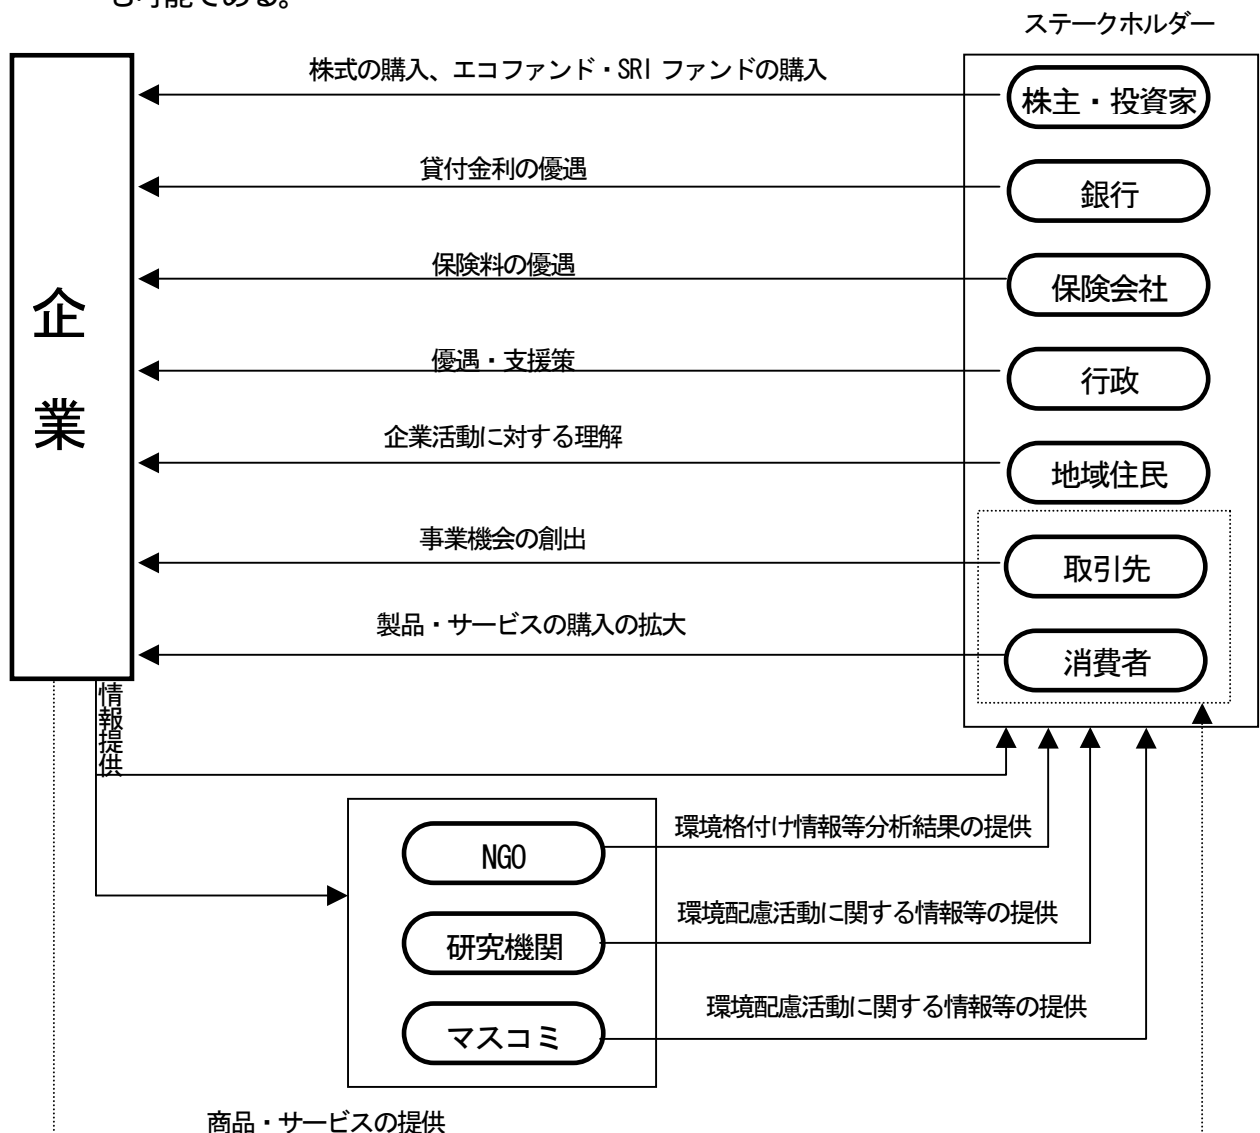 も可能である。
ステークホルダー
株式の購入、エコファンド・SRI ファンドの購入
株主・投資家
貸付金利の優遇
銀行
保険料の優遇
保険会社
企業
優遇・支援策
行政
企業活動に対する理解
地域住民
事業機会の創出
取引先
製品・サービスの購入の拡大
消費者
情報提供
環境格付け情報等分析結果の提供
NGO
環境配慮活動に関する情報等の提供
研究機関
環境配慮活動に関する情報等の提供
マスコミ
商品・サービスの提供